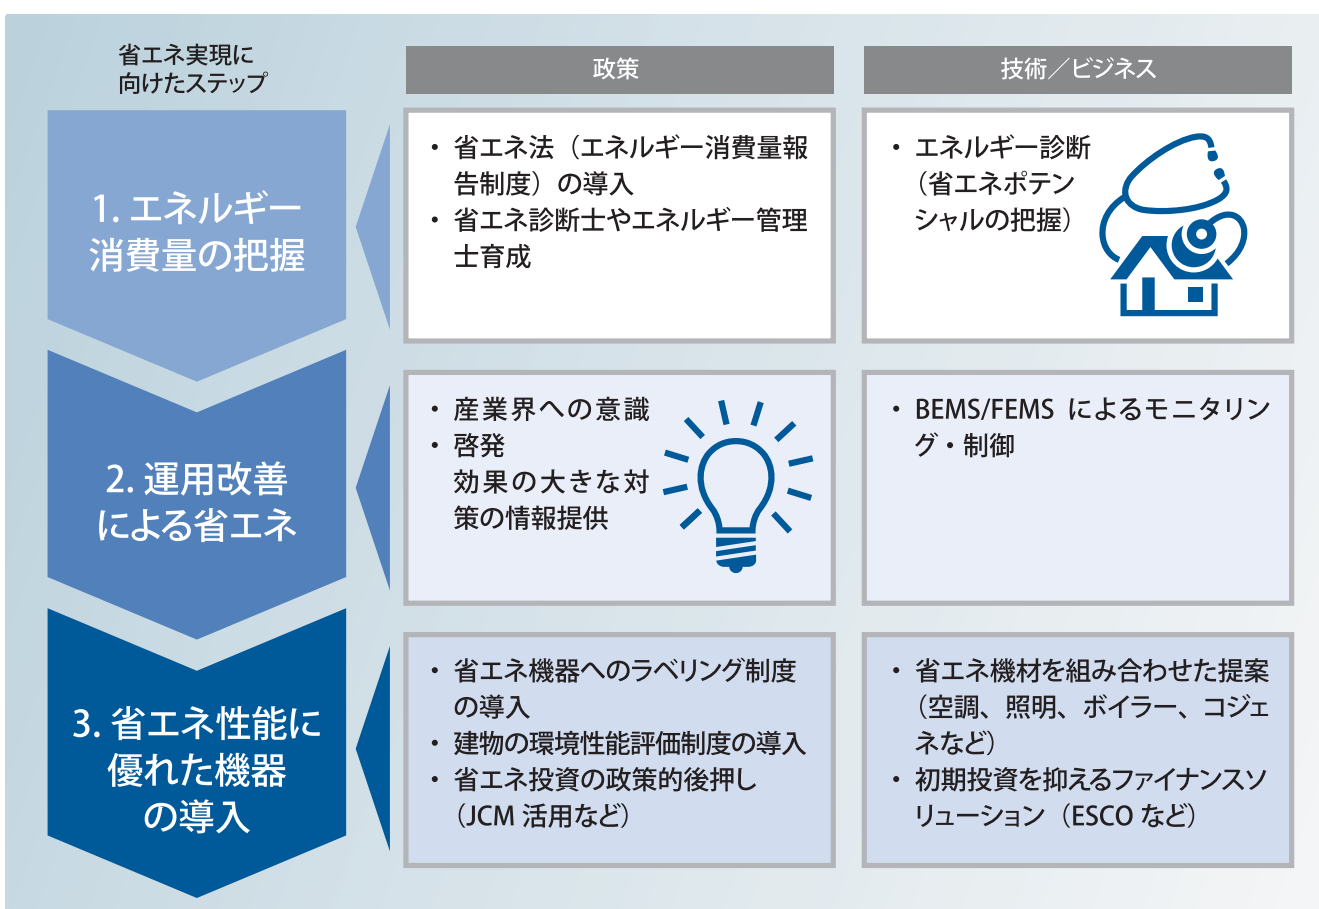 省エネ実現に
向けたステップ
政策
技術／ビジネス
1. エネルギー
消費量の把握
・ 省エネ法（エネルギー消費量報
告制度）の導入
・ 省エネ診断士やエネルギー管理
士育成
・ エネルギー診断
（省エネポテン
シャルの把握）
2. 運用改善
による省エネ
・ 産業界への意識
・ 啓発
効果の大きな対
策の情報提供
・ BEMS/FEMS によるモニタリン
グ・制御
3. 省エネ性能に
優れた機器
の導入
・ 省エネ機器へのラベリング制度
の導入
・ 建物の環境性能評価制度の導入
・ 省エネ投資の政策的後押し
（JCM 活用など）
・ 省エネ機材を組み合わせた提案
（空調、照明、ボイラー、コジェ
ネなど）
・ 初期投資を抑えるファイナンスソ
リューション（ESCO など）